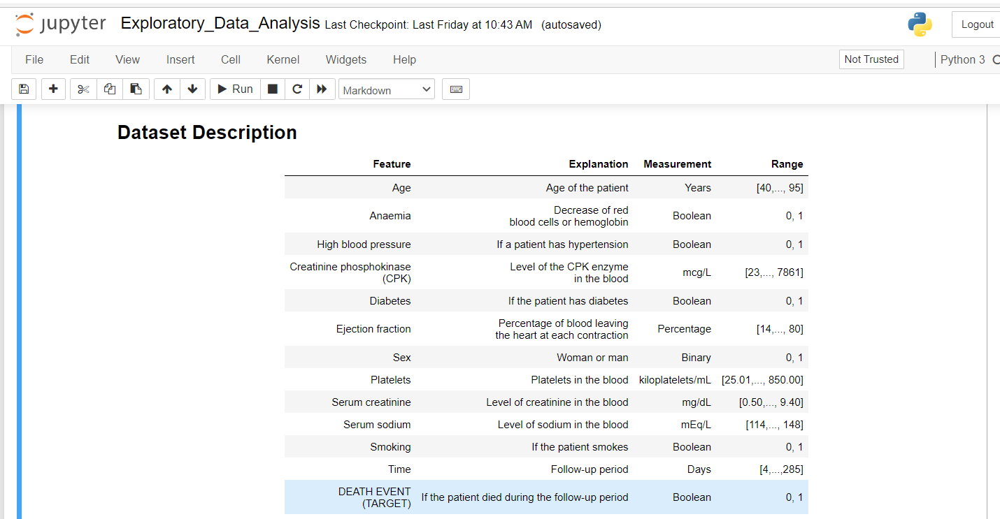 jupyter Exploratory_Data_Analysis Last Checkpoint: Last Friday at 10:43 AM (autosaved) Logout
File Edit View Insert Cell Kernel Widgets Help Not Trusted Python 3
Run Markdown
Dataset Description
Feature Explanation Measurement Range
Age Age of the patient Years [40,..., 95]
Anaemia Decrease of red
blood cells or hemoglobin Boolean 0, 1
High blood pressure If a patient has hypertension Boolean 0, 1
Creatinine phosphokinase
(CPK) Level of the CPK enzyme
in the blood mcg/L [23,..., 7861]
Diabetes If the patient has diabetes Boolean 0, 1
Ejection fraction Percentage of blood leaving
the heart at each contraction Percentage [14,..., 80]
Sex Woman or man Binary 0, 1
Platelets Platelets in the blood kiloplatelets/mL [25.01,..., 850.00]
Serum creatinine Level of creatinine in the blood mg/dL [0.50,..., 9.40]
Serum sodium Level of sodium in the blood mEq/L [114,..., 148]
Smoking If the patient smokes Boolean 0, 1
Time Follow-up period Days [4,...,285]
DEATH EVENT
(TARGET) If the patient died during the follow-up period Boolean 0, 1